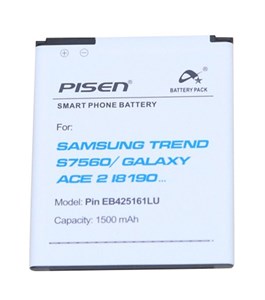 PISEN
BATTERY PACK
SMART PHONE BATTERY
For:
SAMSUNG TREND
S7560/ GALAXY
ACE 2 I8190...
Model: Pin EB425161LU
Capacity: 1500 mAh